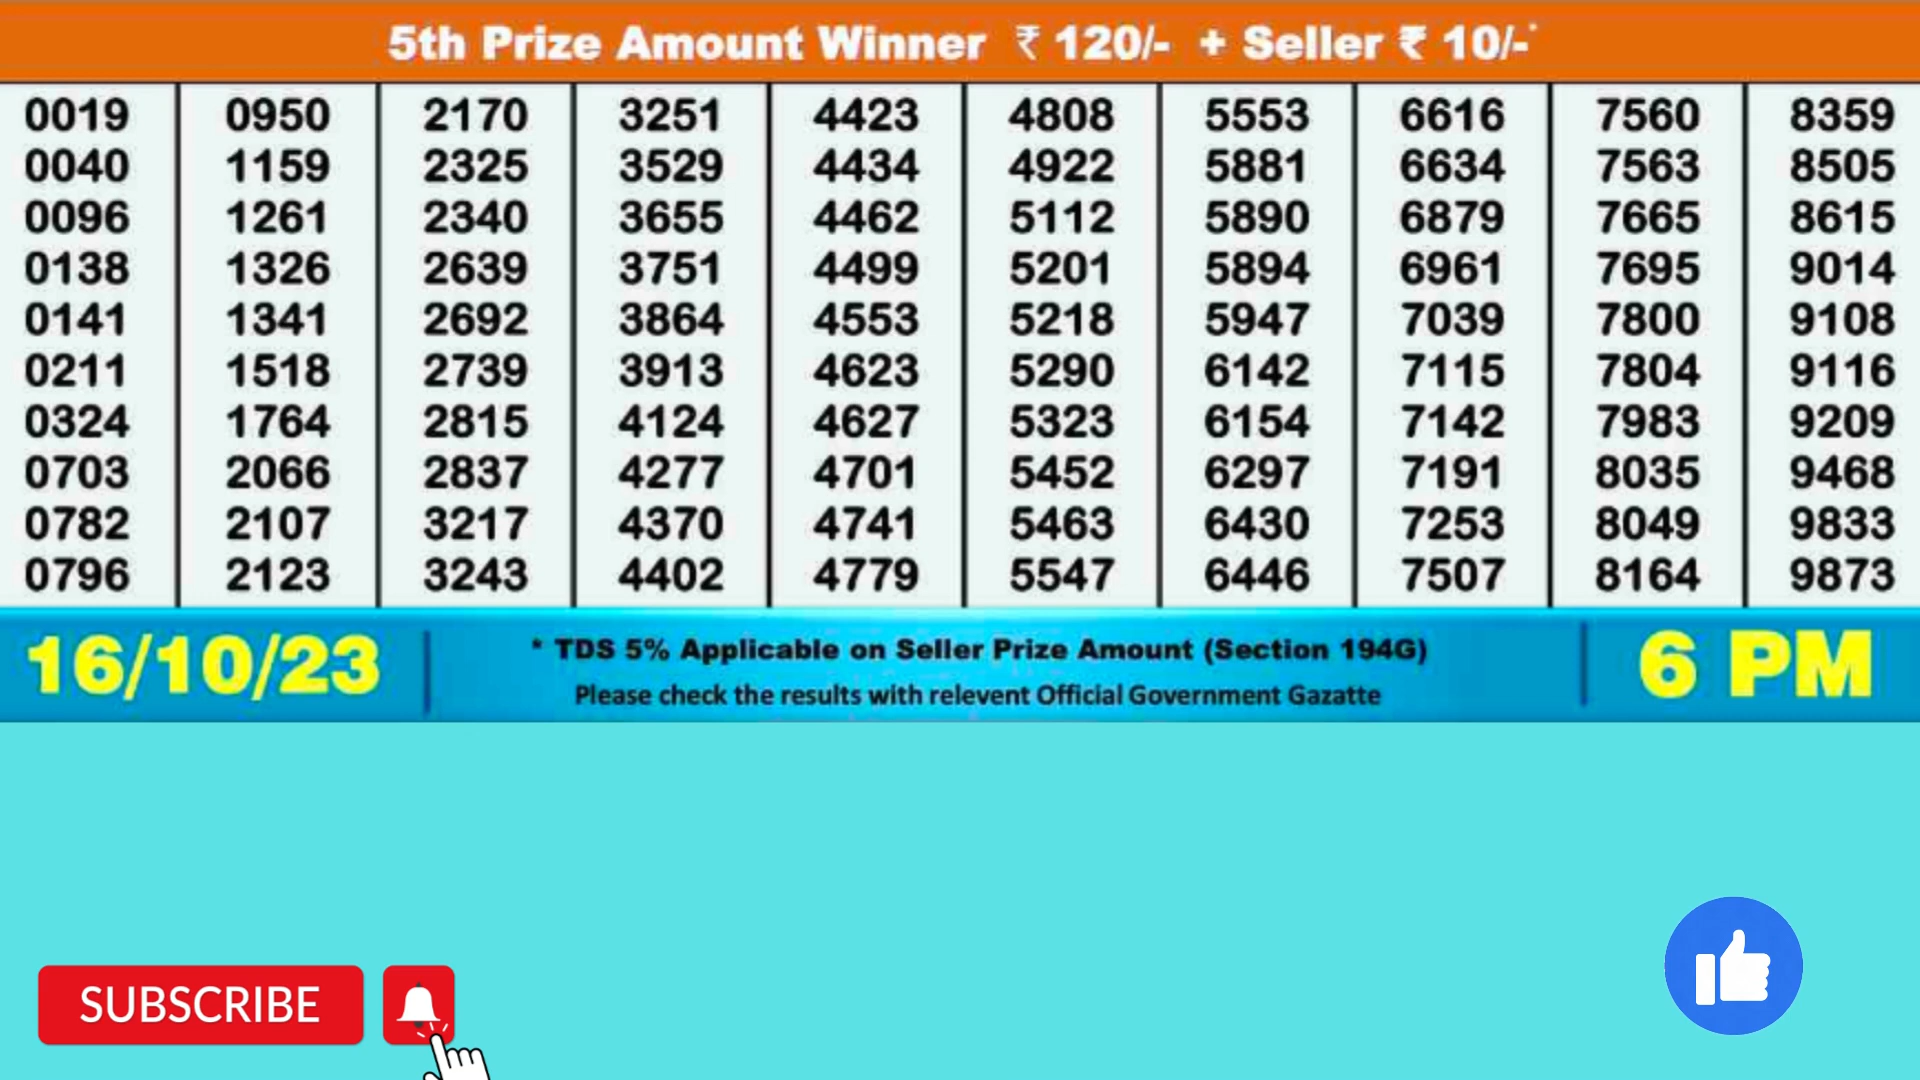 5th Prize Amount Winner ₹ 120/- + Seller ₹ 10/-*
0019 0950 2170 3251 4423 4808 5553 6616 7560 8359
0040 1159 2325 3529 4434 4922 5881 6634 7563 8505
0096 1261 2340 3655 4462 5112 5890 6879 7665 8615
0138 1326 2639 3751 4499 5201 5894 6961 7695 9014
0141 1341 2692 3864 4553 5218 5947 7039 7800 9108
0211 1518 2739 3913 4623 5290 6142 7115 7804 9116
0324 1764 2815 4124 4627 5323 6154 7142 7983 9209
0703 2066 2837 4277 4701 5452 6297 7191 8035 9468
0782 2107 3217 4370 4741 5463 6430 7253 8049 9833
0796 2123 3243 4402 4779 5547 6446 7507 8164 9873
16/10/23
* TDS 5% Applicable on Seller Prize Amount (Section 194G)
Please check the results with relevent Official Government Gazatte
6 PM
SUBSCRIBE